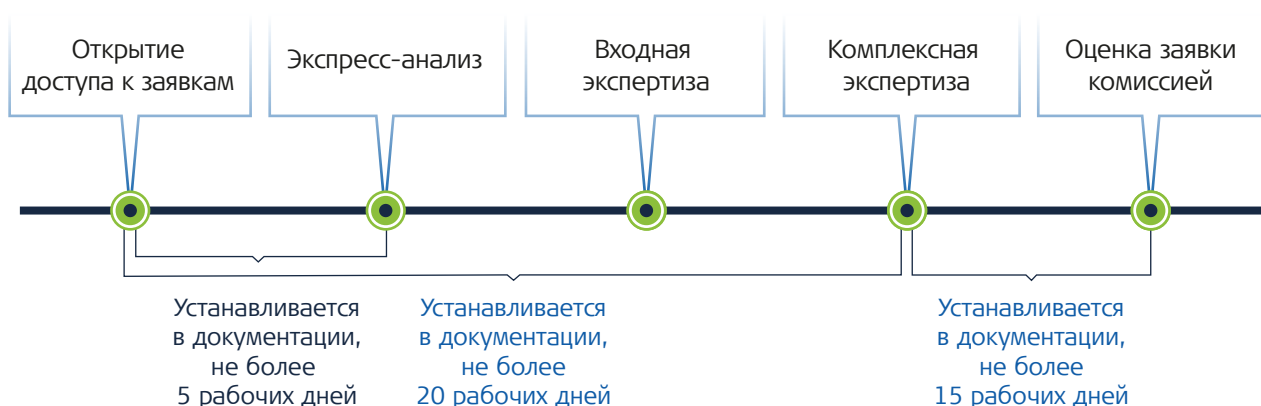 Открытие
доступа к заявкам
Экспресс-анализ
Входная
экспертиза
Комплексная
экспертиза
Оценка заявки
комиссией
Устанавливается
в документации,
не более
5 рабочих дней
Устанавливается
в документации,
не более
20 рабочих дней
Устанавливается
в документации,
не более
15 рабочих дней